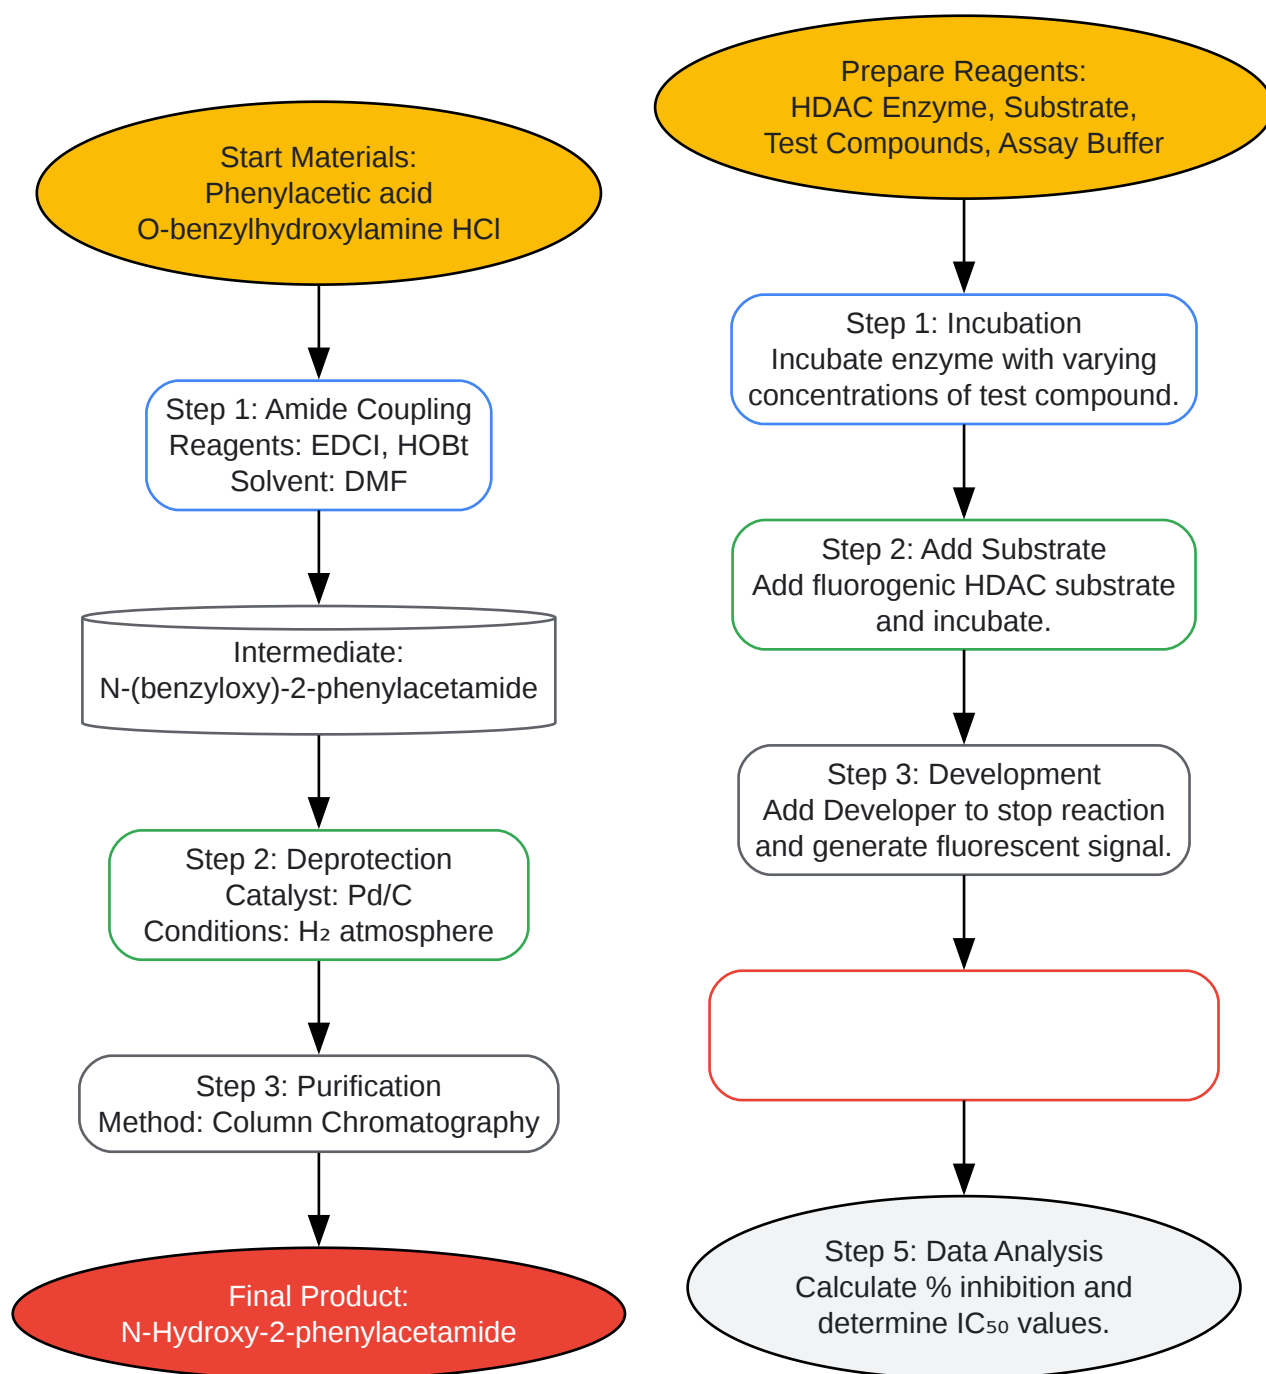 Start Materials:
Phenylacetic acid
O-benzylhydroxylamine HCl
Step 1: Amide Coupling
Reagents: EDCI, HOBt
Solvent: DMF
Intermediate:
N-(benzyloxy)-2-phenylacetamide
Step 2: Deprotection
Catalyst: Pd/C
Conditions: H₂ atmosphere
Step 3: Purification
Method: Column Chromatography
Final Product:
N-Hydroxy-2-phenylacetamide
Prepare Reagents:
HDAC Enzyme, Substrate,
Test Compounds, Assay Buffer
Step 1: Incubation
Incubate enzyme with varying
concentrations of test compound.
Step 2: Add Substrate
Add fluorogenic HDAC substrate
and incubate.
Step 3: Development
Add Developer to stop reaction
and generate fluorescent signal.
Step 5: Data Analysis
Calculate % inhibition and
determine IC₅₀ values.